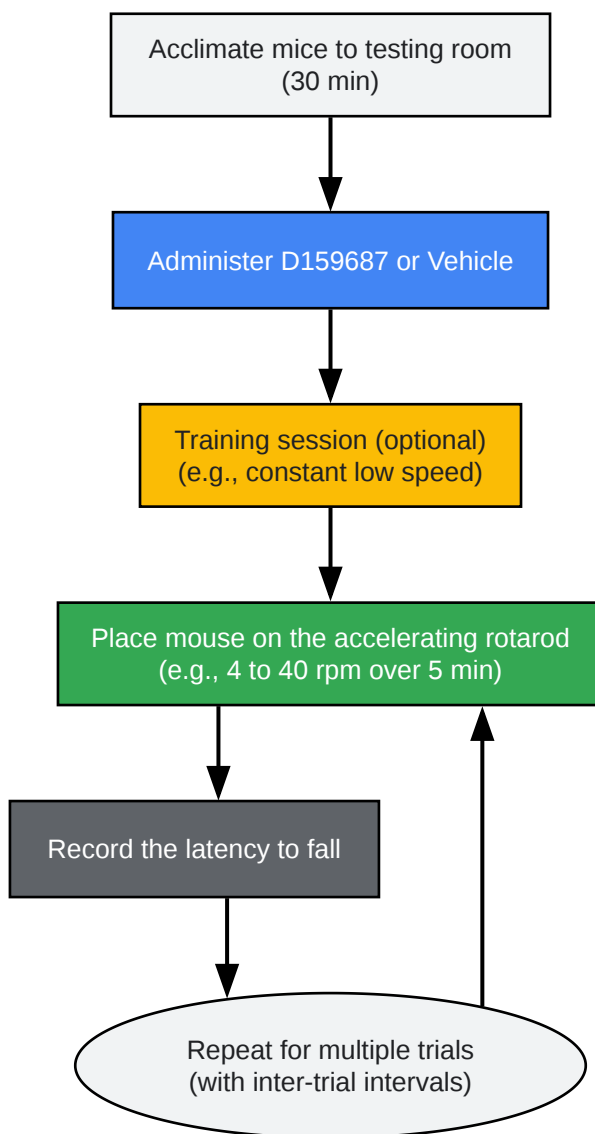 Acclimate mice to testing room
(30 min)
Administer D159687 or Vehicle
Training session (optional)
(e.g., constant low speed)
Place mouse on the accelerating rotarod
(e.g., 4 to 40 rpm over 5 min)
Record the latency to fall
Repeat for multiple trials
(with inter-trial intervals)